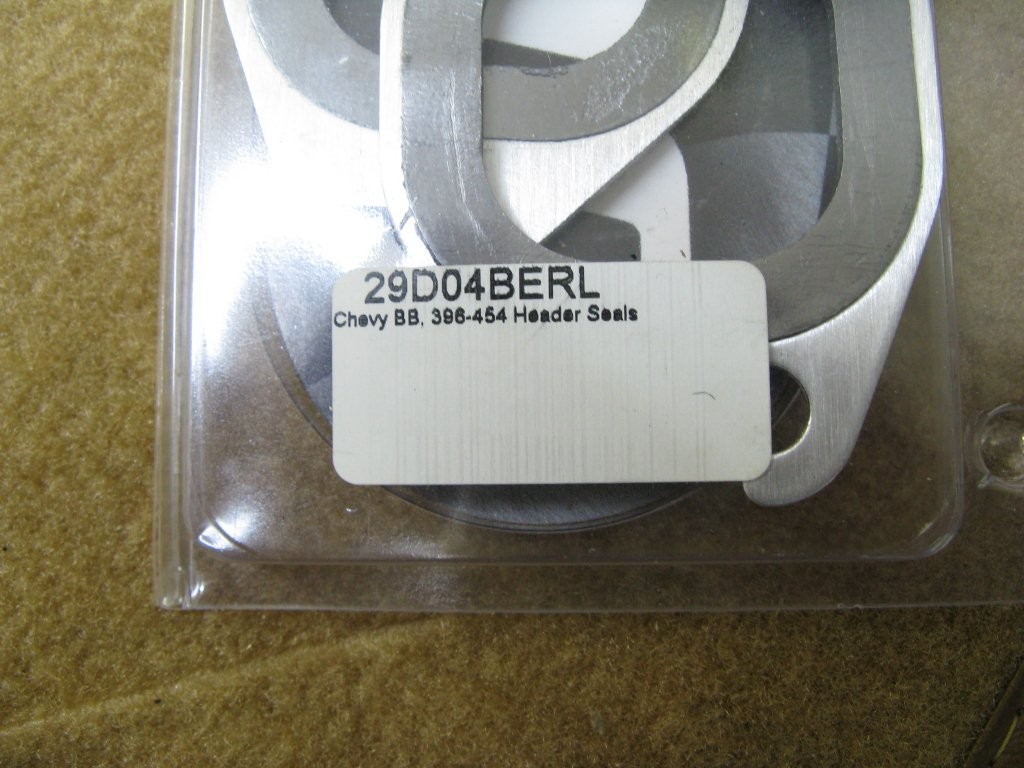 29D04BERL
Chevy BB, 396-454 Header Seals